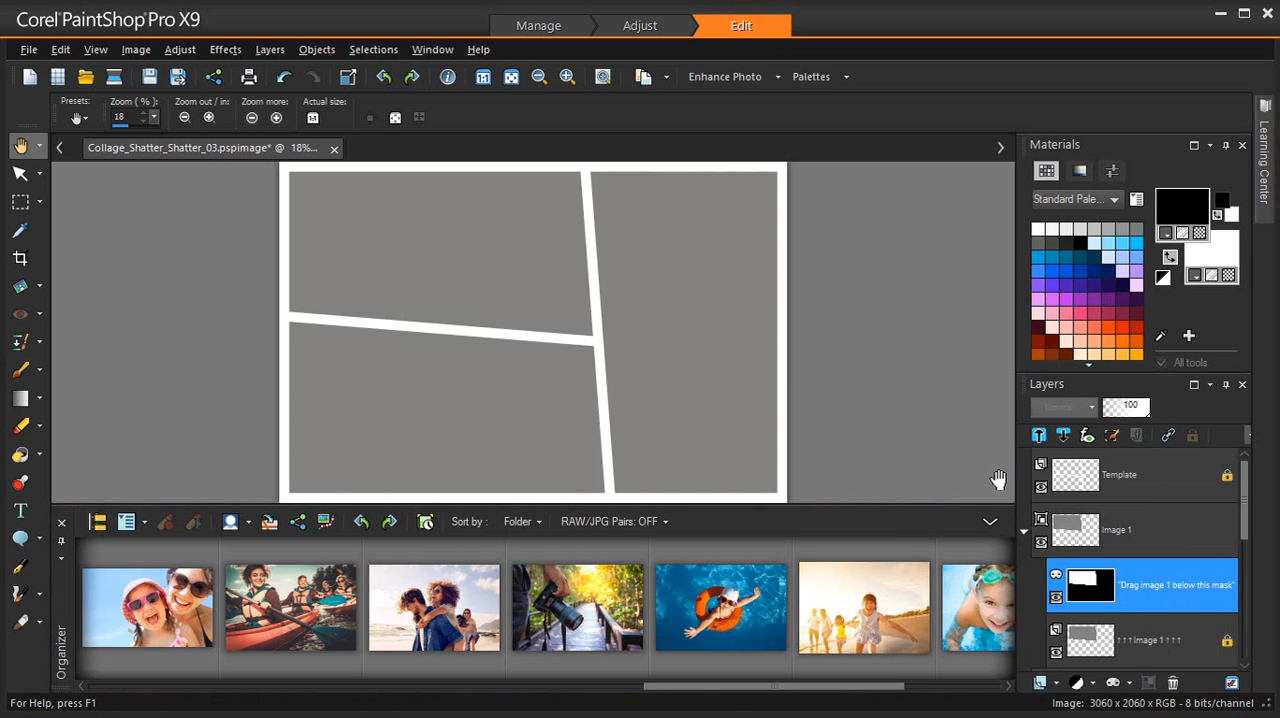 Corel® PaintShop® Pro X9
Manage
Adjust
Edit
File Edit View Image Adjust Effects Layers Objects Selections Window Help
Enhance Photo
Palettes
Presets:
Zoom ( % ) :
Zoom out / in:
Zoom more:
Actual size:
18
Collage_Shatter_Shatter_03.pspimage* @ 18%...
Materials
Standard Pale...
All tools
Learning Center
Layers
Normal
100
Template
Image 1
"Drag image 1 below this mask"
↑ ↑ ↑ Image 1 ↑ ↑ ↑
Sort by : Folder
RAW/JPG Pairs: OFF
Organizer
For Help, press F1
Image: 3060 x 2060 x RGB - 8 bits/channel